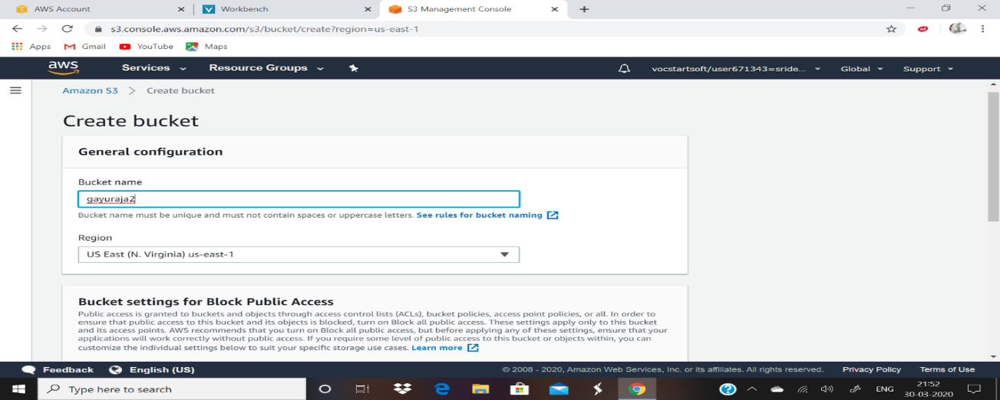 AWS Account
Workbench
S3 Management Console
s3.console.aws.amazon.com/s3/bucket/create?region=us-east-1
Apps Gmail YouTube Maps
aws Services Resource Groups vocstartsoft/user671343=sride... Global Support
Amazon S3 > Create bucket
Create bucket
General configuration
Bucket name
gayuraja2
Bucket name must be unique and must not contain spaces or uppercase letters. See rules for bucket naming
Region
US East (N. Virginia) us-east-1
Bucket settings for Block Public Access
Public access is granted to buckets and objects through access control lists (ACLs), bucket policies, access point policies, or all. In order to
ensure that public access to this bucket and its objects is blocked, turn on Block all public access. These settings apply only to this bucket
and its access points. AWS recommends that you turn on Block all public access, but before applying any of these settings, ensure that your
applications will work correctly without public access. If you require some level of public access to this bucket or objects within, you can
customize the individual settings below to suit your specific storage use cases. Learn more
Feedback English (US) © 2008 - 2020, Amazon Web Services, Inc. or its affiliates. All rights reserved. Privacy Policy Terms of Use
Type here to search
ENG
21:52
30-03-2020